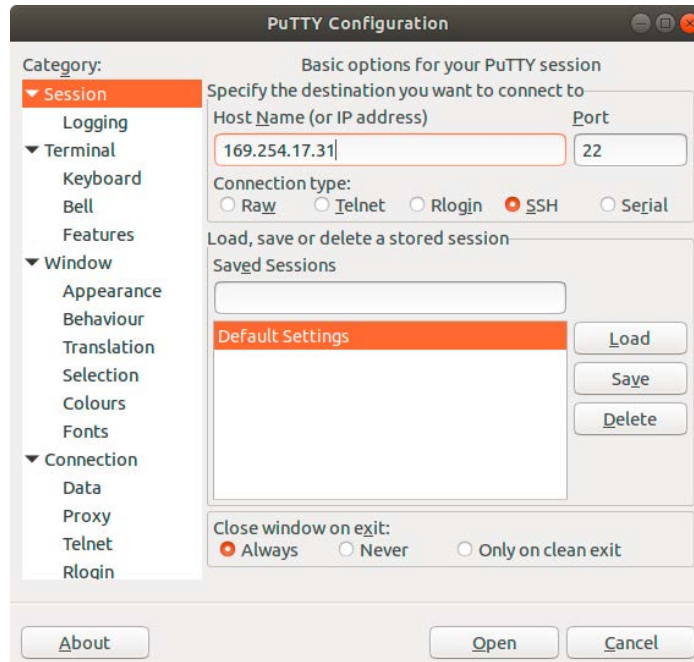 PuTTY Configuration
Category:
Session
Logging
Terminal
Keyboard
Bell
Features
Window
Appearance
Behaviour
Translation
Selection
Colours
Fonts
Connection
Data
Proxy
Telnet
Rlogin
Basic options for your PuTTY session
Specify the destination you want to connect to
Host Name (or IP address) Port
169.254.17.31 22
Connection type:
Raw Telnet Rlogin SSH Serial
Load, save or delete a stored session
Saved Sessions
Default Settings
Load
Save
Delete
Close window on exit:
Always Never Only on clean exit
About Open Cancel